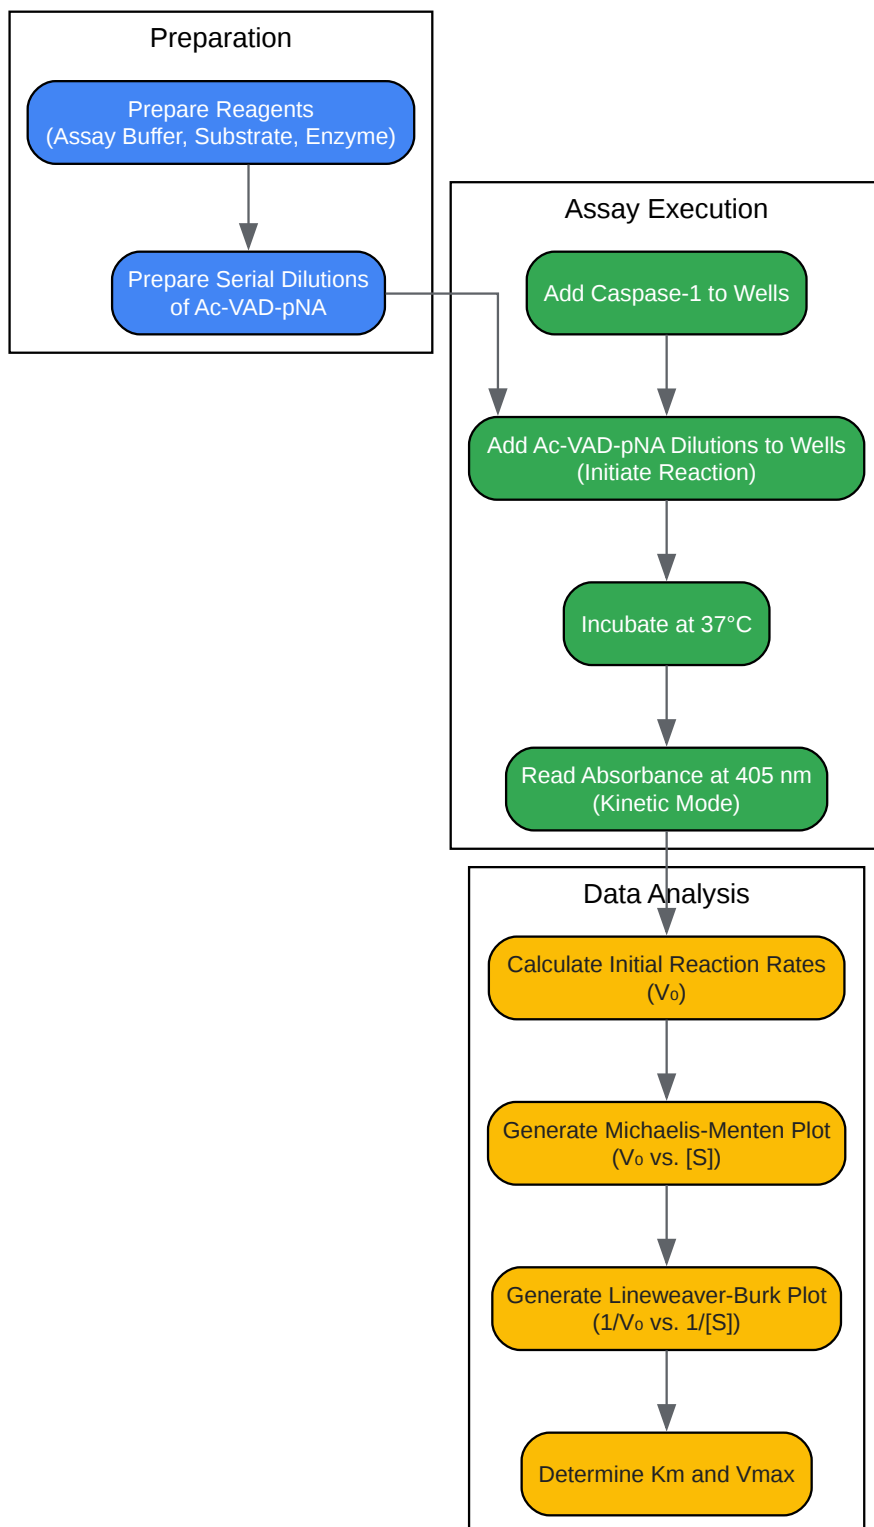 Preparation
Prepare Reagents
(Assay Buffer, Substrate, Enzyme)
Prepare Serial Dilutions
of Ac-VAD-pNA
Assay Execution
Add Caspase-1 to Wells
Add Ac-VAD-pNA Dilutions to Wells
(Initiate Reaction)
Incubate at 37°C
Read Absorbance at 405 nm
(Kinetic Mode)
Data Analysis
Calculate Initial Reaction Rates
(V₀)
Generate Michaelis-Menten Plot
(V₀ vs. [S])
Generate Lineweaver-Burk Plot
(1/V₀ vs. 1/[S])
Determine Km and Vmax